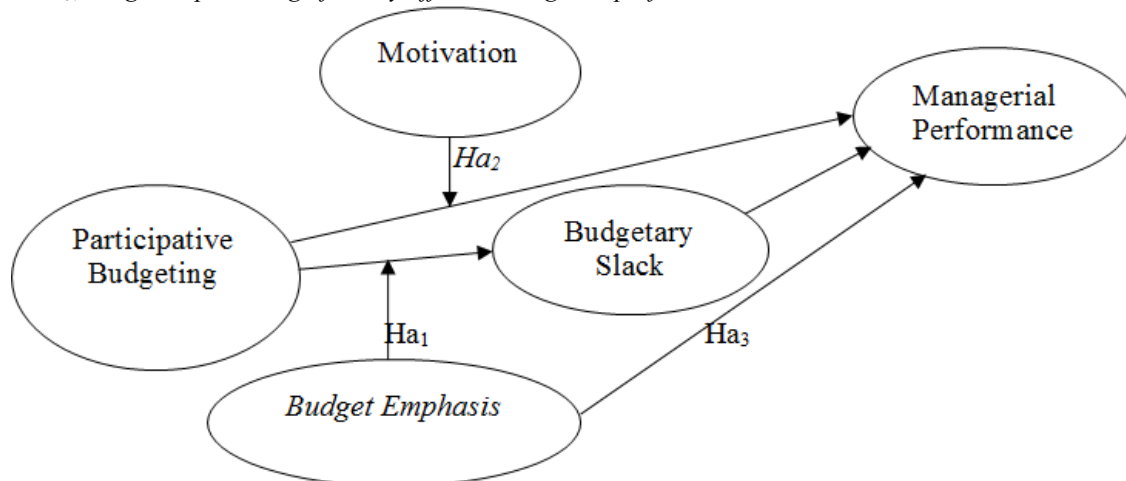 Motivation
Managerial
Performance
Ha₂
Participative
Budgeting
Budgetary
Slack
Ha₁
Ha₃
Budget Emphasis